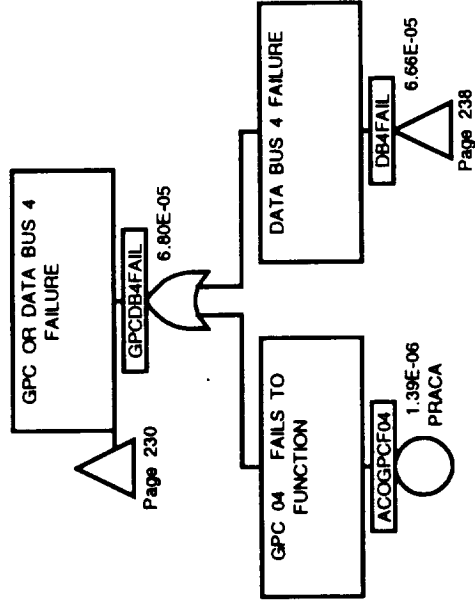 GPC OR DATA BUS 4
FAILURE
Page 230
GPCDB4FAIL
6.80E-05
GPC 04 FAILS TO
FUNCTION
ACOGPCF04
1.39E-06
PRACA
DATA BUS 4 FAILURE
DB4FAIL
6.66E-05
Page 238